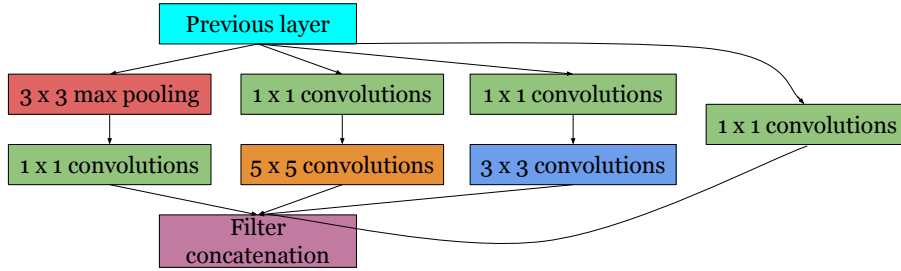 Previous layer
3 x 3 max pooling
1 x 1 convolutions
1 x 1 convolutions
1 x 1 convolutions
1 x 1 convolutions
5 x 5 convolutions
3 x 3 convolutions
Filter
concatenation